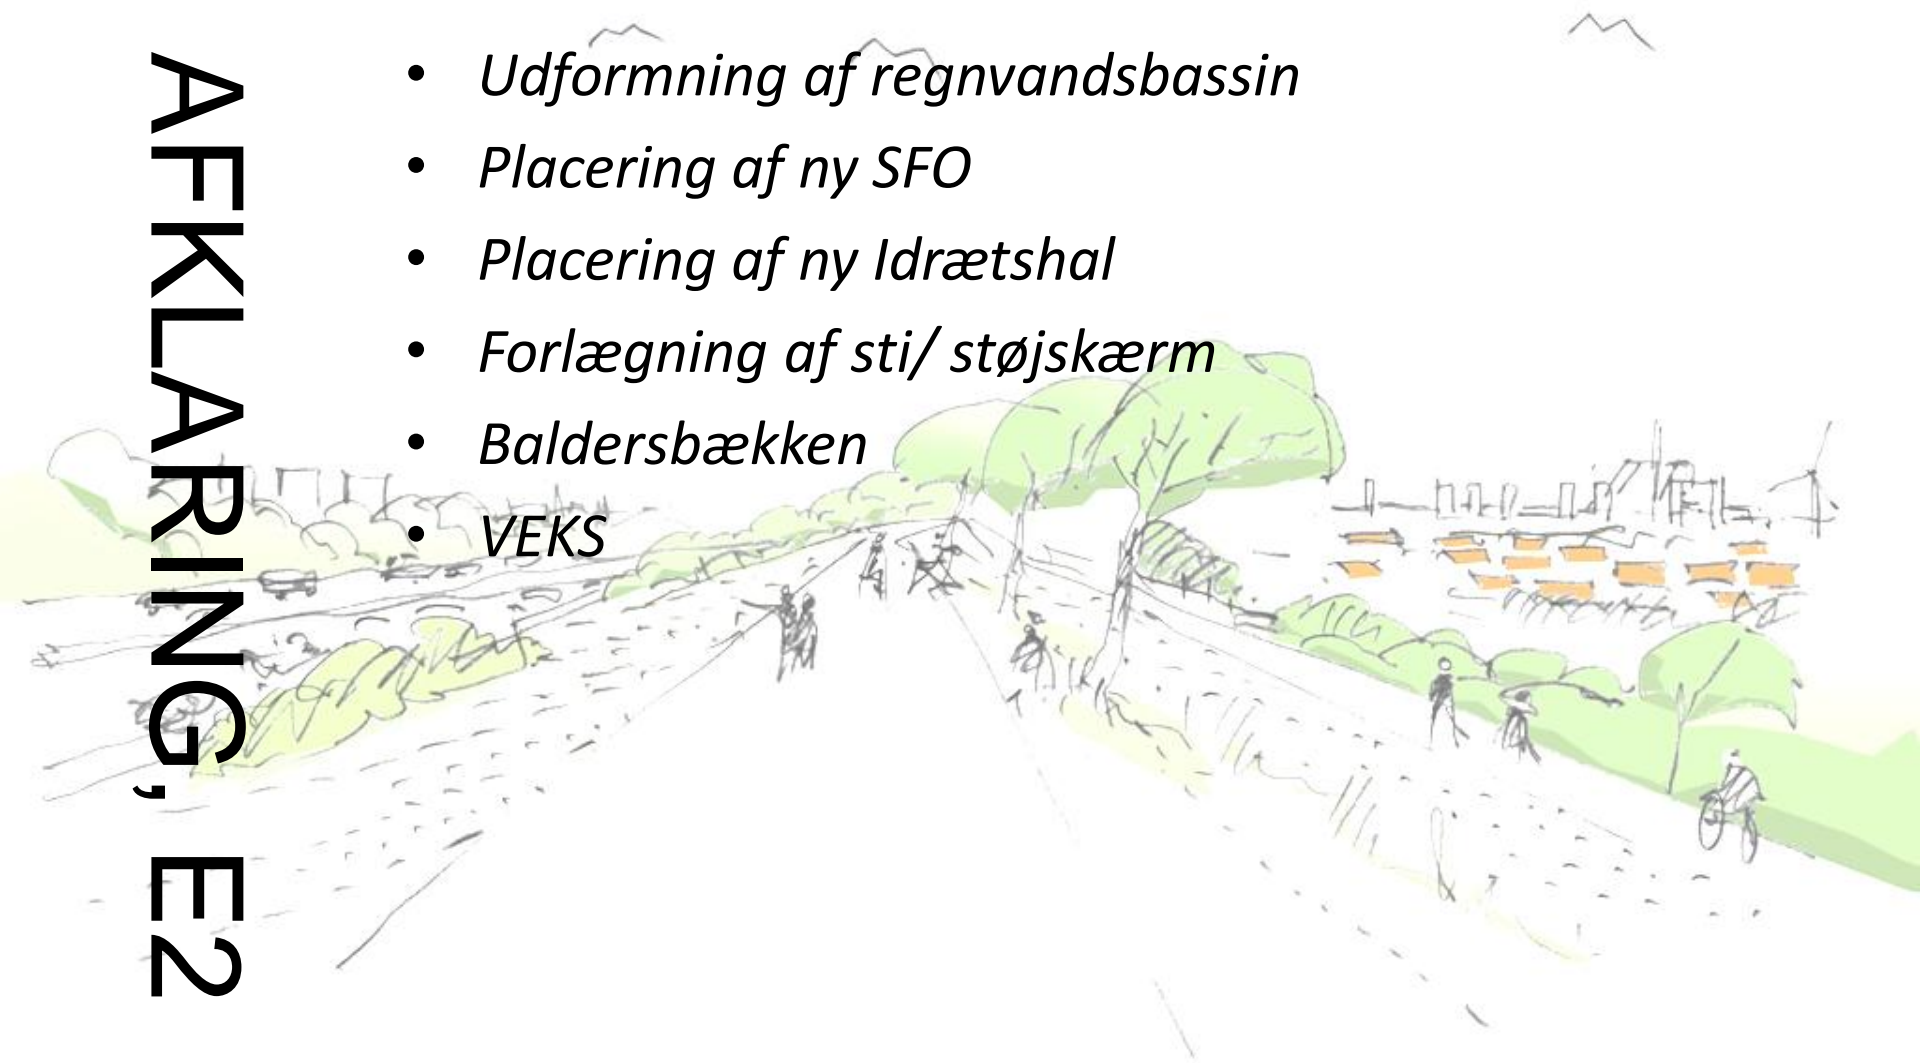 AFKLARING, E2
• Udformning af regnvandsbassin
• Placering af ny SFO
• Placering af ny Idrætshal
• Forlægning af sti/ støjskærm
• Baldersbækken
• VEKS